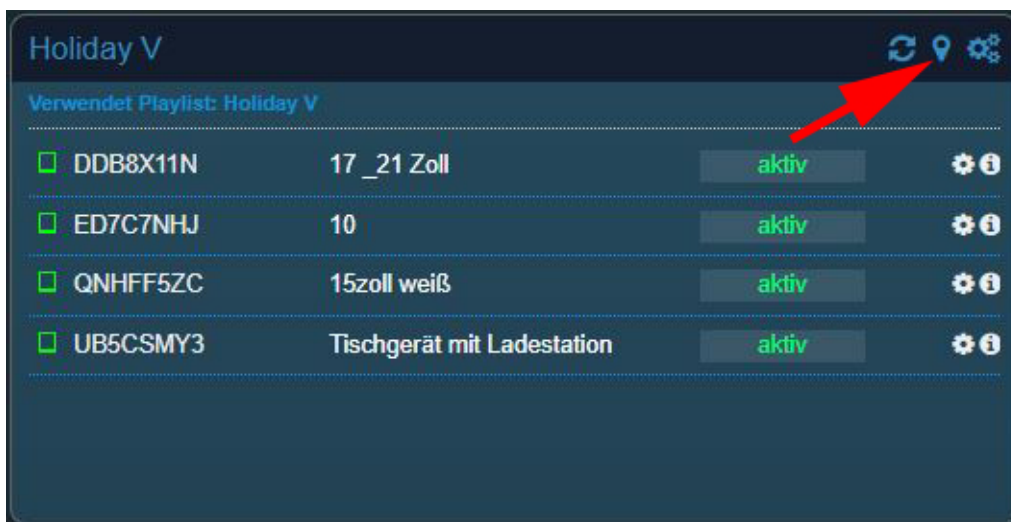 Holiday V
Verwendet Playlist: Holiday V
DDB8X11N 17 _21 Zoll aktiv
ED7C7NHJ 10 aktiv
QNHFF5ZC 15zoll weiß aktiv
UB5CSMY3 Tischgerät mit Ladestation aktiv